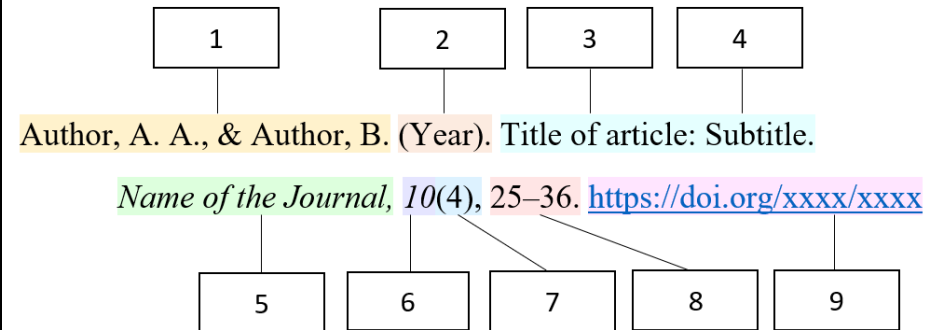 1 2 3 4
Author, A. A., & Author, B. (Year). Title of article: Subtitle.
Name of the Journal, 10(4), 25–36. https://doi.org/xxxx/xxxx
5 6 7 8 9